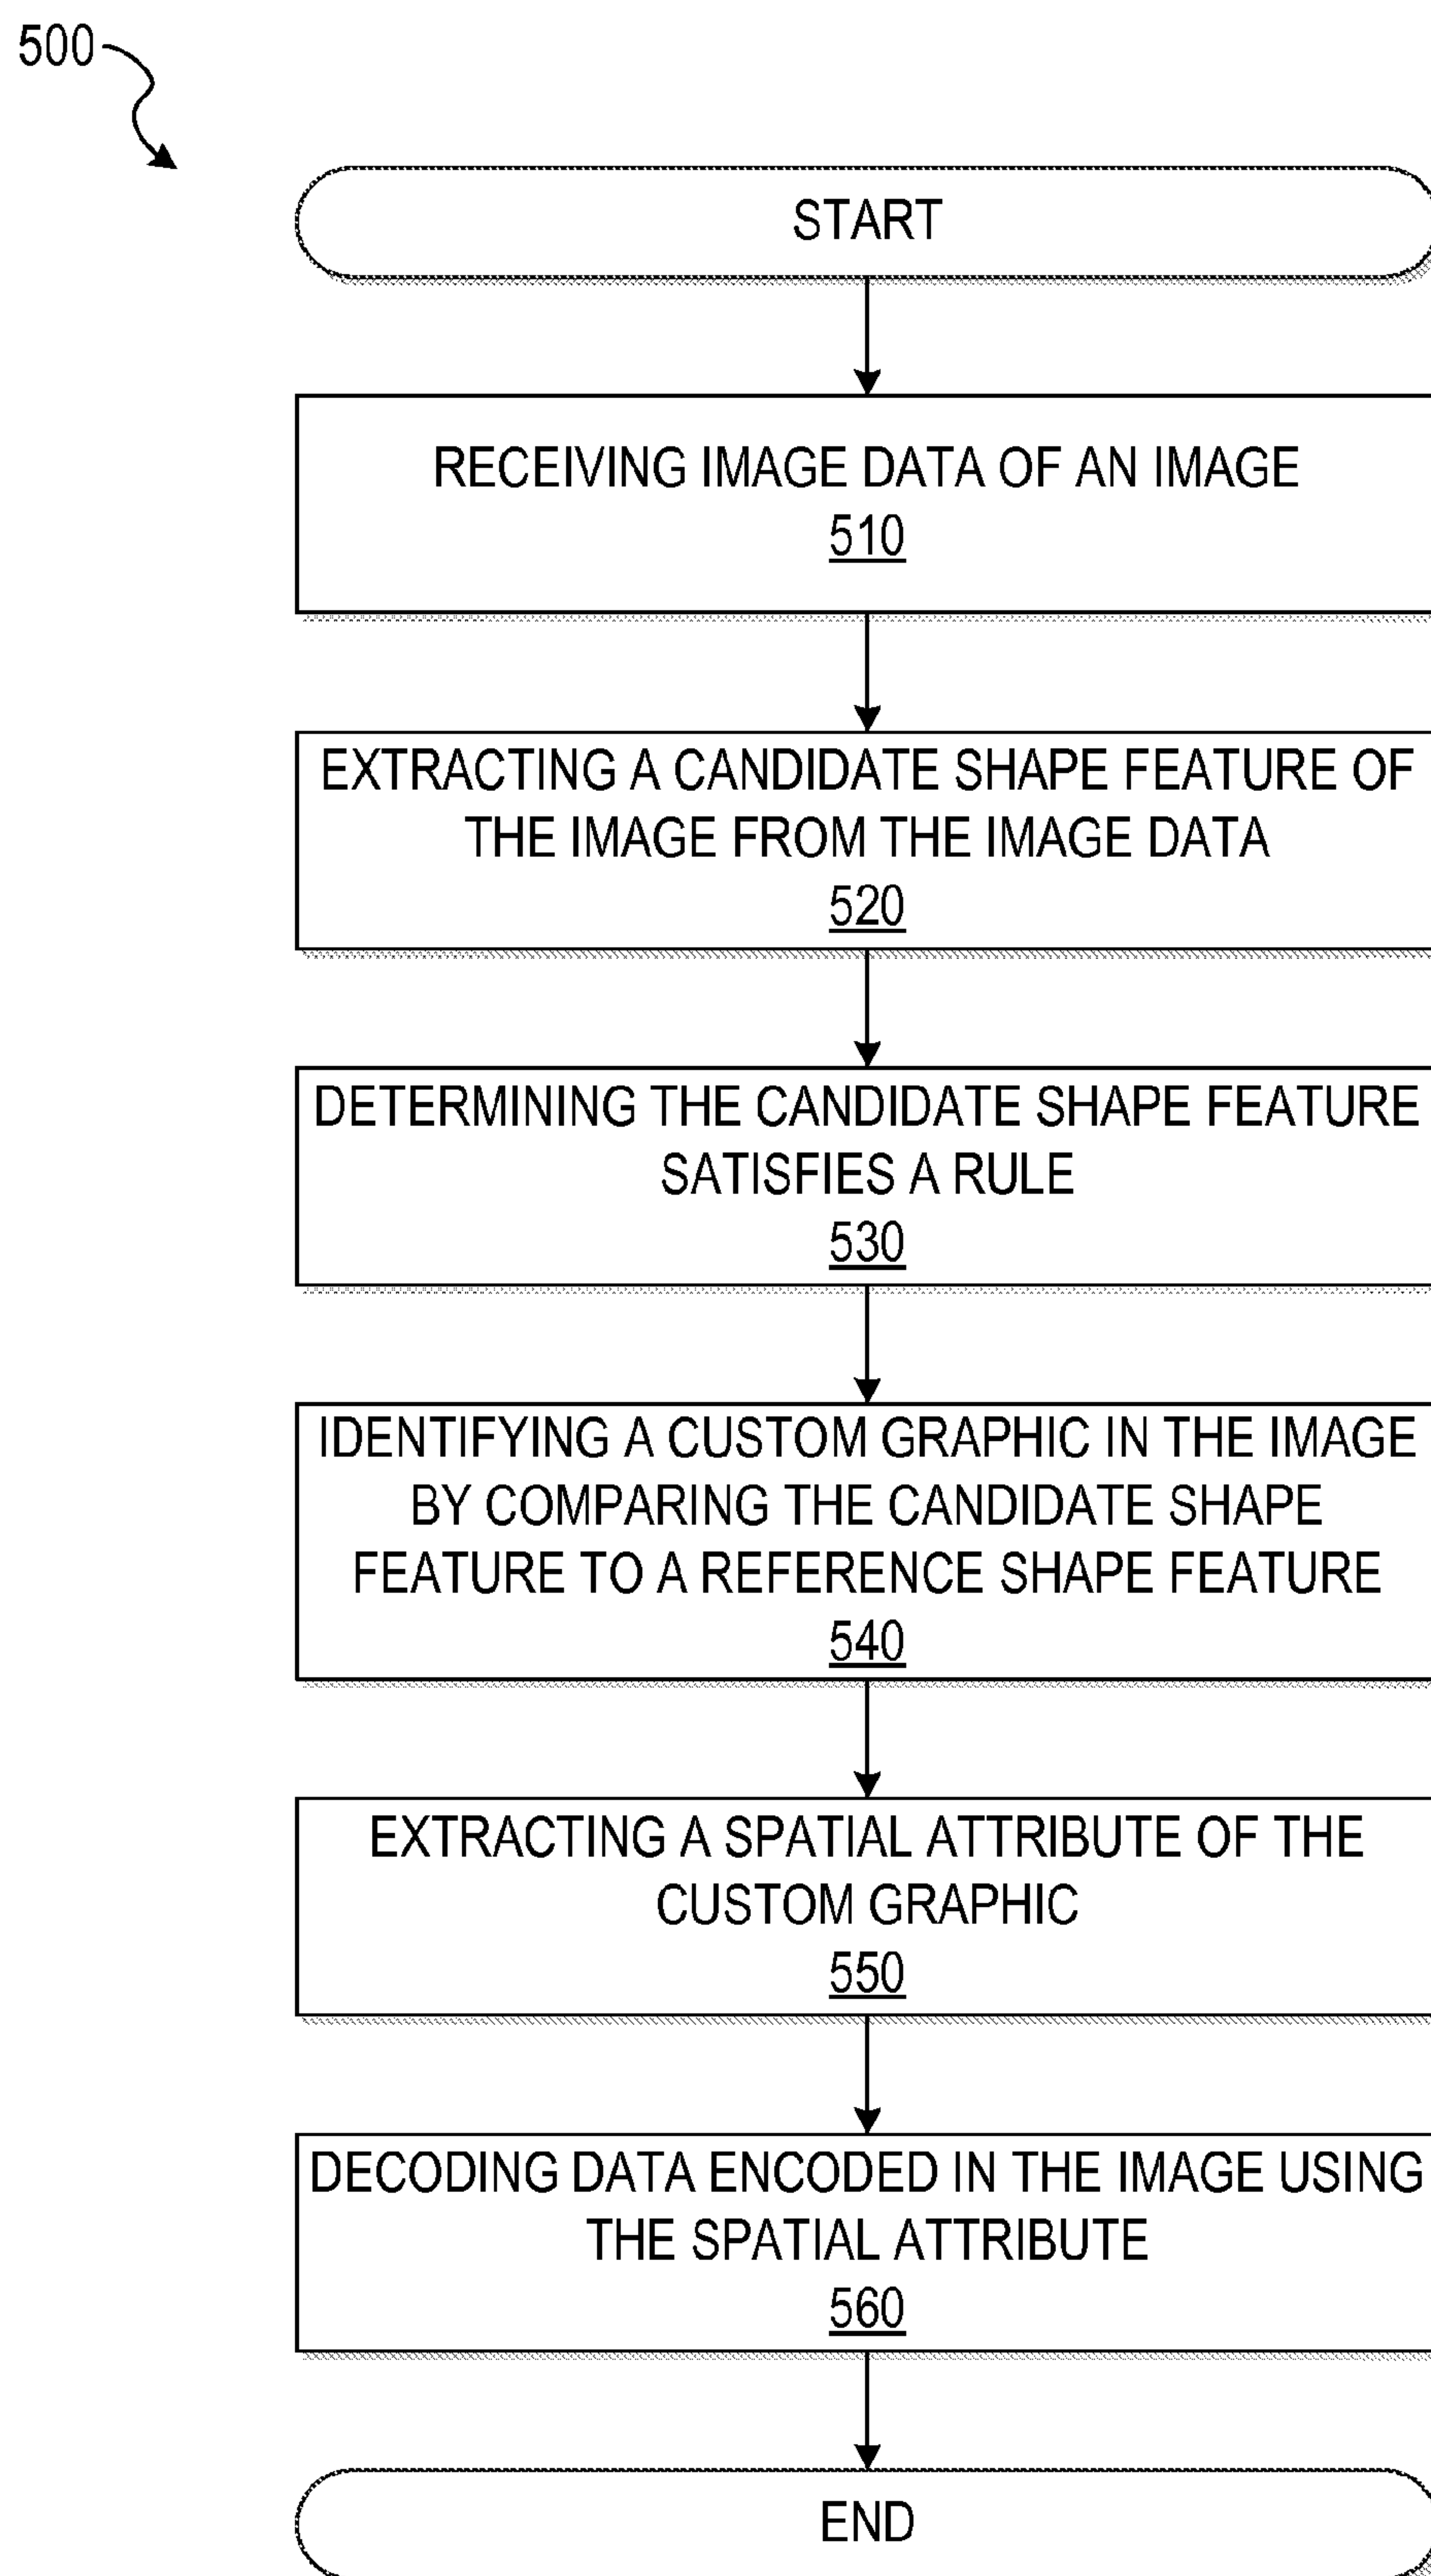 500
START
RECEIVING IMAGE DATA OF AN IMAGE
510
EXTRACTING A CANDIDATE SHAPE FEATURE OF
THE IMAGE FROM THE IMAGE DATA
520
DETERMINING THE CANDIDATE SHAPE FEATURE
SATISFIES A RULE
530
IDENTIFYING A CUSTOM GRAPHIC IN THE IMAGE
BY COMPARING THE CANDIDATE SHAPE
FEATURE TO A REFERENCE SHAPE FEATURE
540
EXTRACTING A SPATIAL ATTRIBUTE OF THE
CUSTOM GRAPHIC
550
DECODING DATA ENCODED IN THE IMAGE USING
THE SPATIAL ATTRIBUTE
560
END